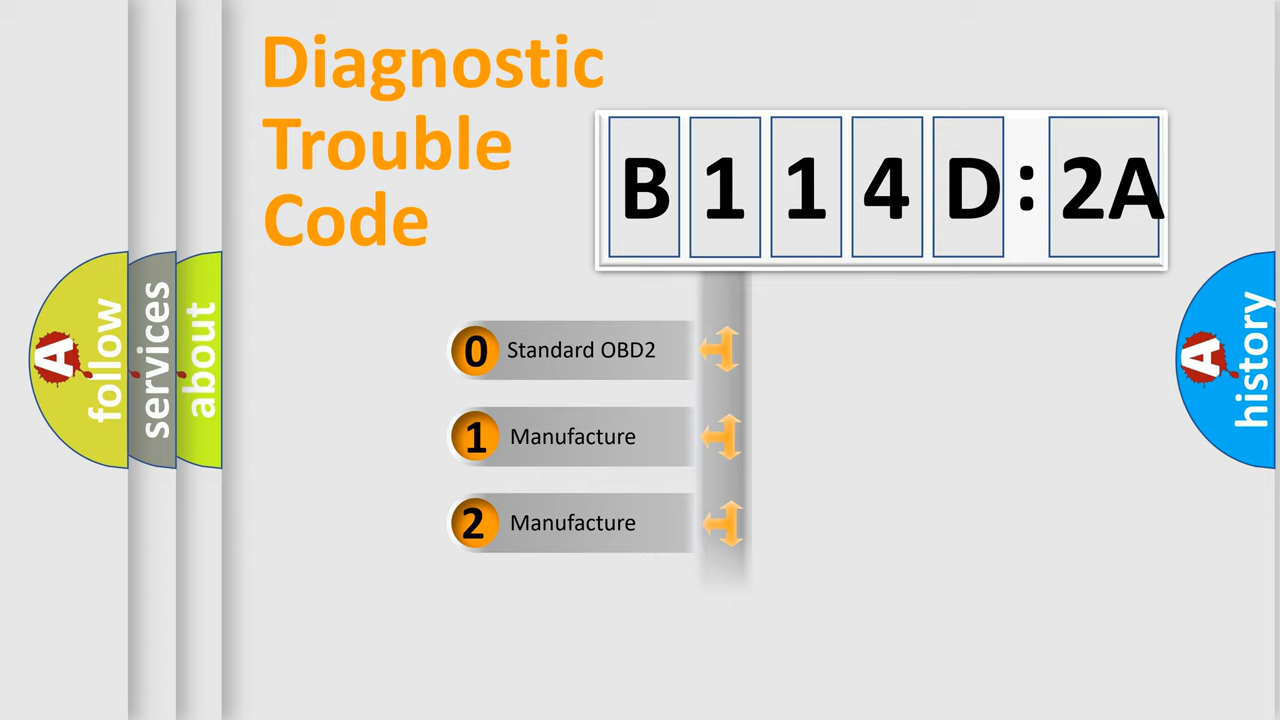 Diagnostic
Trouble
Code
B 1 1 4 D : 2A
0 Standard OBD2
1 Manufacture
2 Manufacture
A follow
services
about
A history